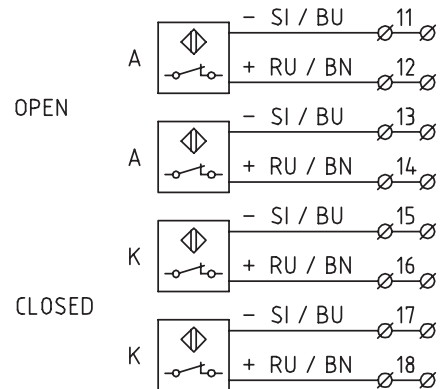 - SI / BU 11
A
+ RU / BN 12
OPEN
- SI / BU 13
A
+ RU / BN 14
- SI / BU 15
K
+ RU / BN 16
CLOSED
- SI / BU 17
K
+ RU / BN 18